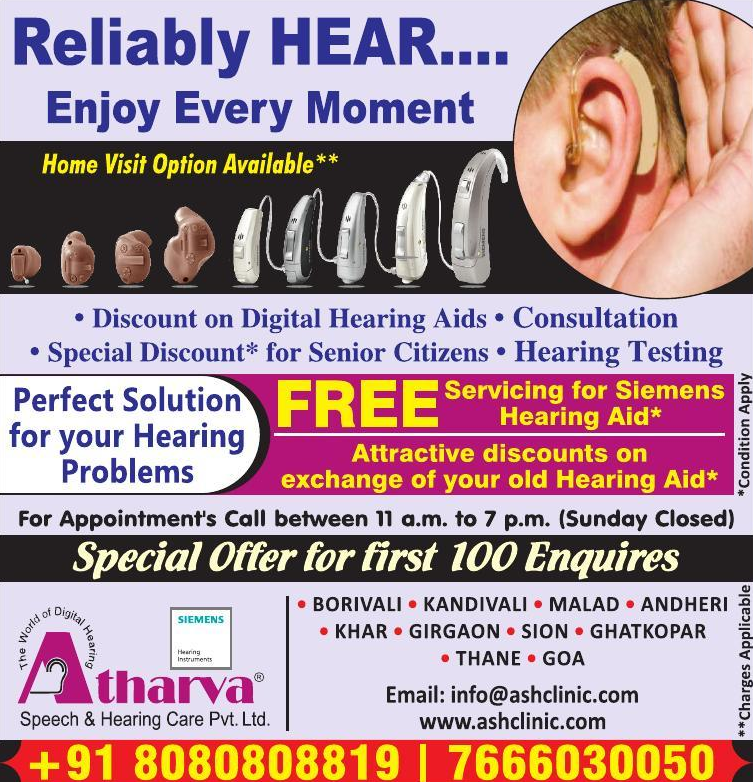 Reliably HEAR....
Enjoy Every Moment
Home Visit Option Available**
SIEMENS
• Discount on Digital Hearing Aids • Consultation
• Special Discount* for Senior Citizens • Hearing Testing
Perfect Solution
for your Hearing
Problems
FREE Servicing for Siemens
Hearing Aid*
Attractive discounts on
exchange of your old Hearing Aid*
*Condition Apply
For Appointment's Call between 11 a.m. to 7 p.m. (Sunday Closed)
Special Offer for first 100 Enquires
The World of Digital Hearing
SIEMENS
Hearing
Instruments
Atharva®
Speech & Hearing Care Pvt. Ltd.
• BORIVALI • KANDIVALI • MALAD • ANDHERI
• KHAR • GIRGAON • SION • GHATKOPAR
• THANE • GOA
Email: info@ashclinic.com
www.ashclinic.com
**Charges Applicable
+91 8080808819 | 7666030050